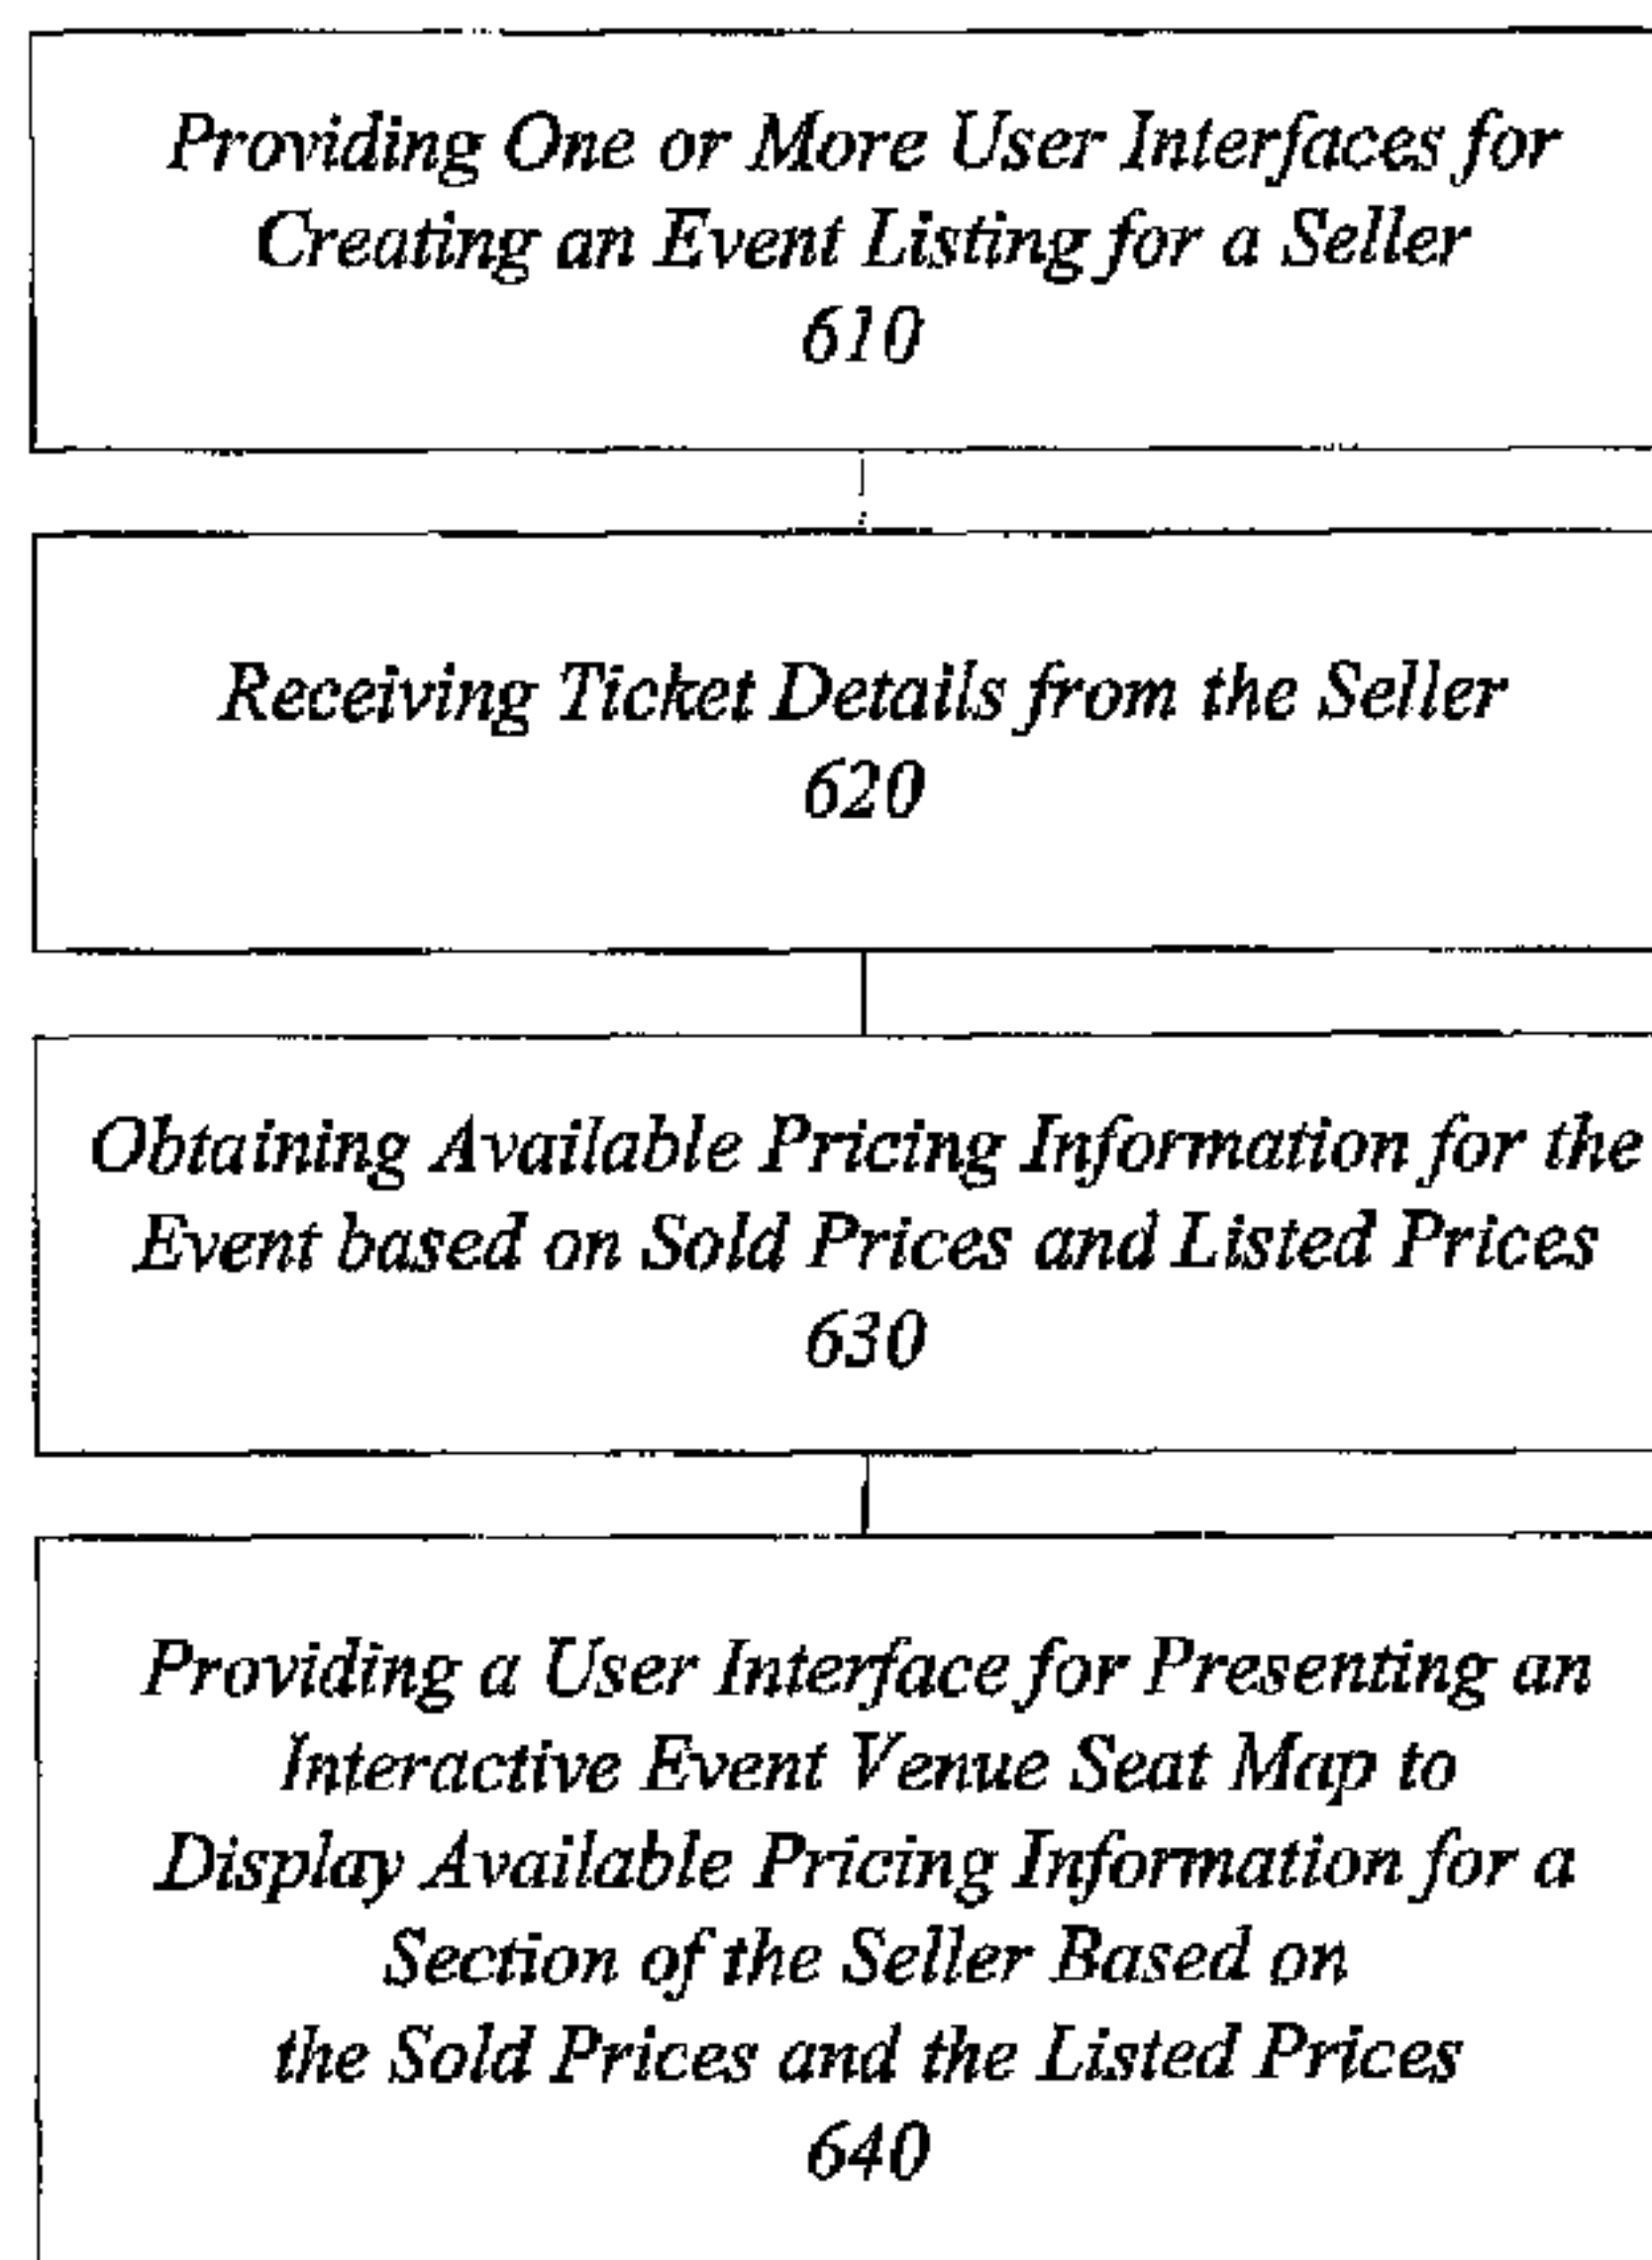 Providing One or More User Interfaces for
Creating an Event Listing for a Seller
610
Receiving Ticket Details from the Seller
620
Obtaining Available Pricing Information for the
Event based on Sold Prices and Listed Prices
630
Providing a User Interface for Presenting an
Interactive Event Venue Seat Map to
Display Available Pricing Information for a
Section of the Seller Based on
the Sold Prices and the Listed Prices
640